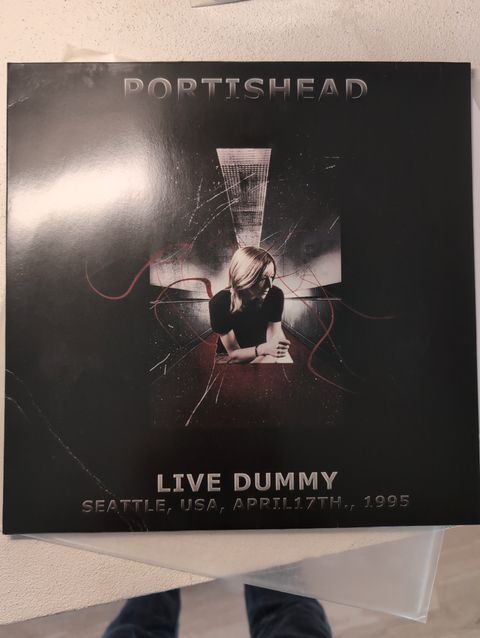 PORTISHEAD
LIVE DUMMY
SEATTLE, USA, APRIL17TH., 1995